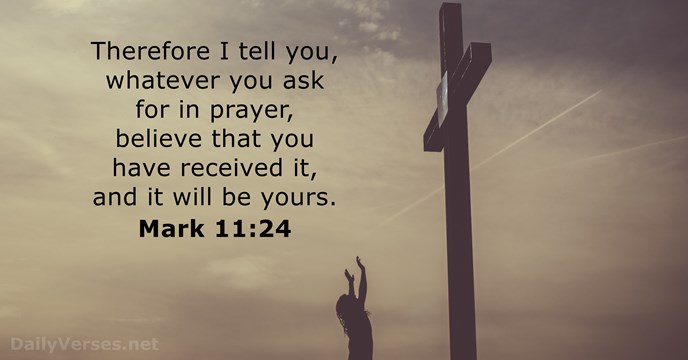 Therefore I tell you,
whatever you ask
for in prayer,
believe that you
have received it,
and it will be yours.
Mark 11:24
DailyVerses.net